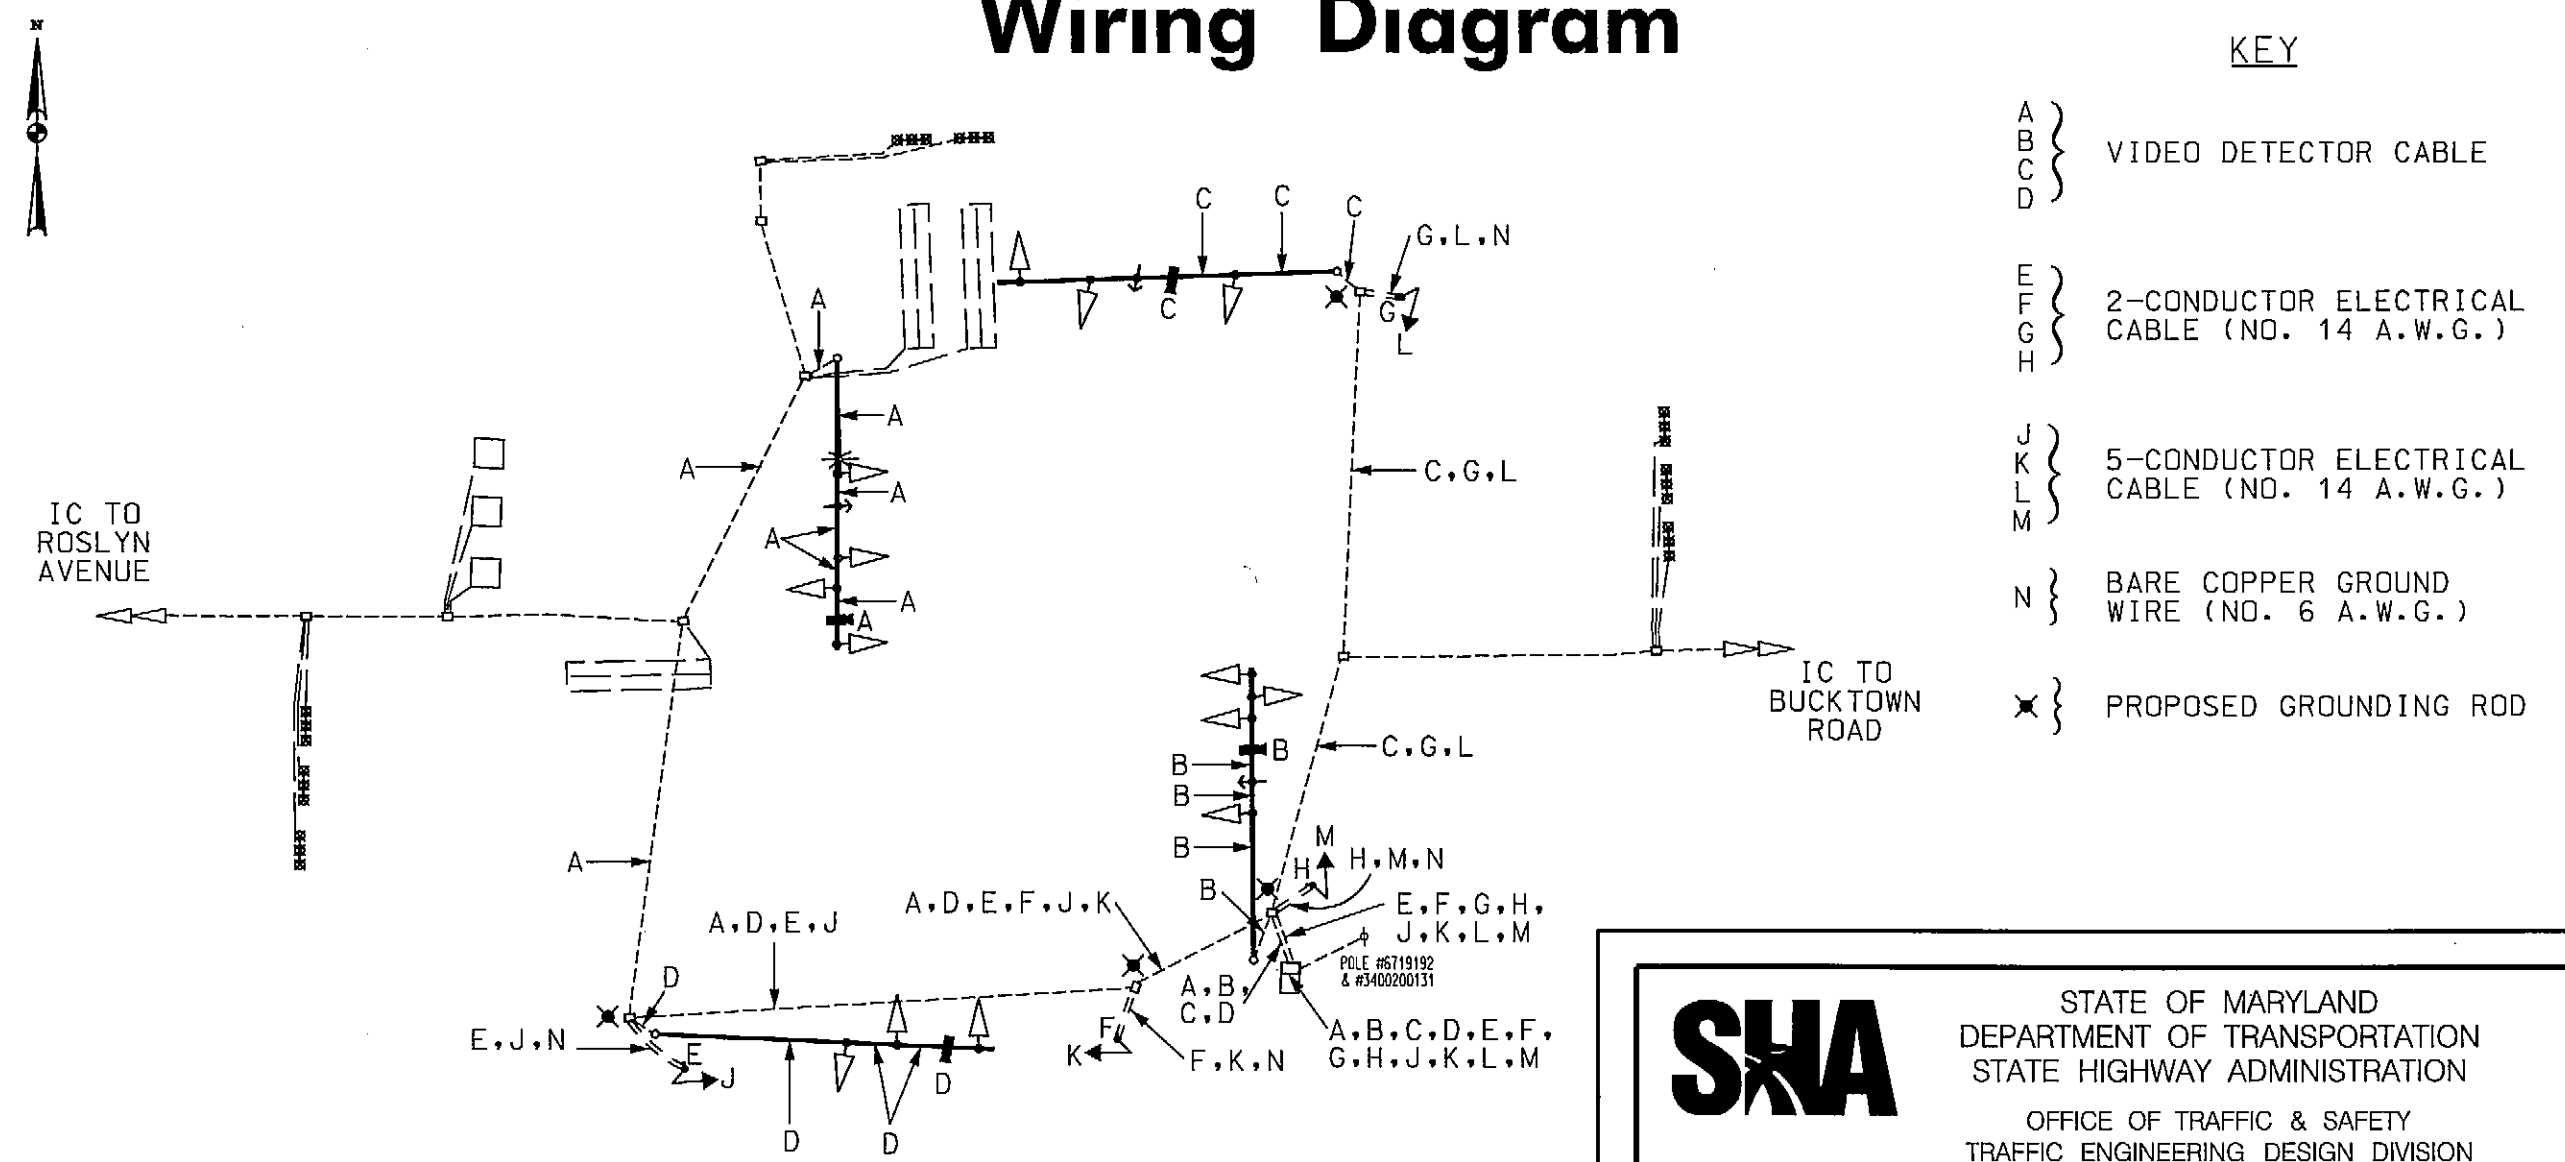 Wiring Diagram
N
KEY
A
B
C
D
VIDEO DETECTOR CABLE
E
F
G
H
2-CONDUCTOR ELECTRICAL
CABLE (NO. 14 A.W.G.)
J
K
L
M
5-CONDUCTOR ELECTRICAL
CABLE (NO. 14 A.W.G.)
N
BARE COPPER GROUND
WIRE (NO. 6 A.W.G.)
PROPOSED GROUNDING ROD
C
C
C
G,L,N
C
G
L
A
A
A
A
A
A
A
C,G,L
IC TO
ROSLYN
AVENUE
IC TO
BUCKTOWN
ROAD
B
B
B
B
C,G,L
A
M
H
H,M,N
B
E,F,G,H,
J,K,L,M
A,D,E,F,J,K
A,D,E,J
D
POLE #6719192
& #3400200131
A,B,
C,D
E,J,N
E
J
F
K
F,K,N
A,B,C,D,E,F,
G,H,J,K,L,M
D
D
D
SHA
STATE OF MARYLAND
DEPARTMENT OF TRANSPORTATION
STATE HIGHWAY ADMINISTRATION
OFFICE OF TRAFFIC & SAFETY
TRAFFIC ENGINEERING DESIGN DIVISION